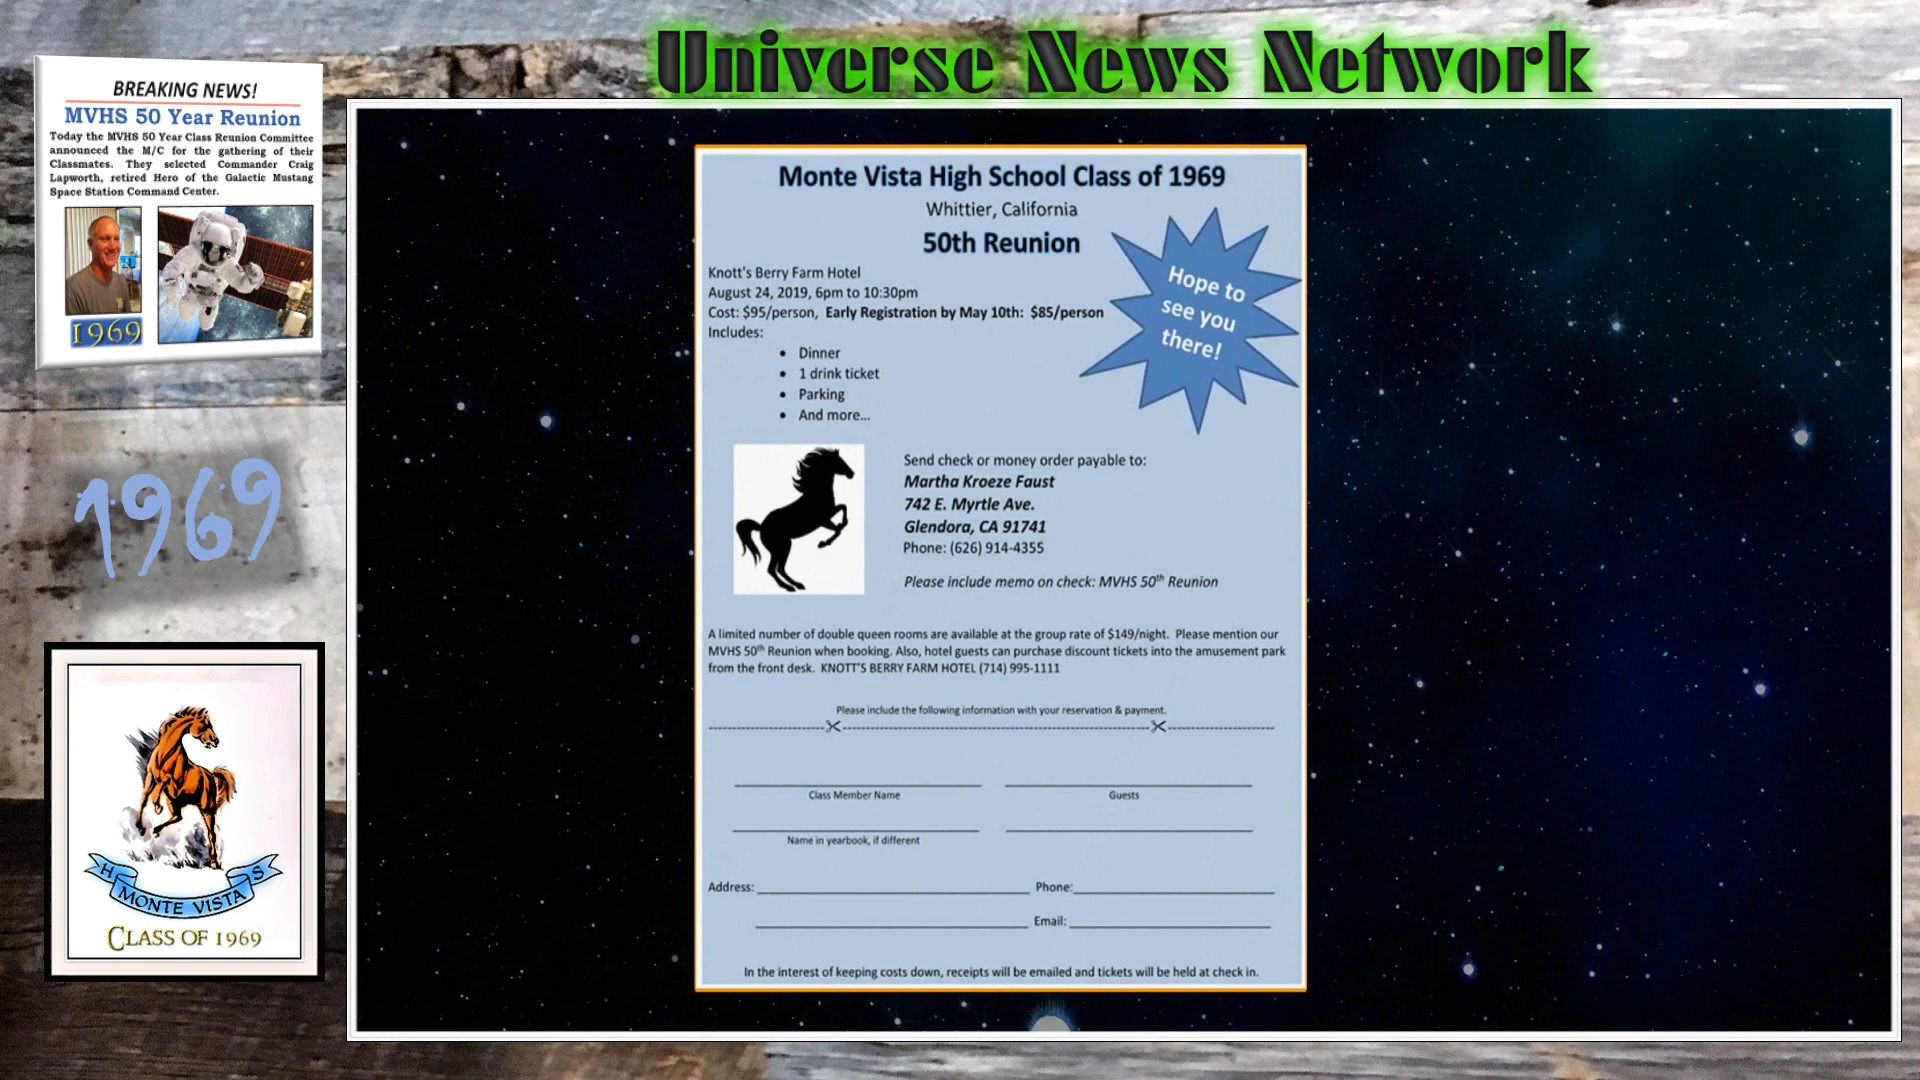 Universe News Network
BREAKING NEWS!
MVHS 50 Year Reunion
Today the MVHS 50 Year Class Reunion Committee
announced the M/C for the gathering of their
Classmates. They selected Commander Craig
Lapworth, retired Hero of the Galactic Mustang
Space Station Command Center.
1969
1969
H MONTE VISTA S
CLASS OF 1969
Monte Vista High School Class of 1969
Whittier, California
50th Reunion
Knott's Berry Farm Hotel
August 24, 2019, 6pm to 10:30pm
Cost: $95/person, Early Registration by May 10th: $85/person
Includes:
• Dinner
• 1 drink ticket
• Parking
• And more...
Hope to
see you
there!
Send check or money order payable to:
Martha Kroeze Faust
742 E. Myrtle Ave.
Glendora, CA 91741
Phone: (626) 914-4355
Please include memo on check: MVHS 50th Reunion
A limited number of double queen rooms are available at the group rate of $149/night. Please mention our
MVHS 50th Reunion when booking. Also, hotel guests can purchase discount tickets into the amusement park
from the front desk. KNOTT'S BERRY FARM HOTEL (714) 995-1111
Please include the following information with your reservation & payment.
Class Member Name Guests
Name in yearbook, if different
Address: Phone:
Email:
In the interest of keeping costs down, receipts will be emailed and tickets will be held at check in.